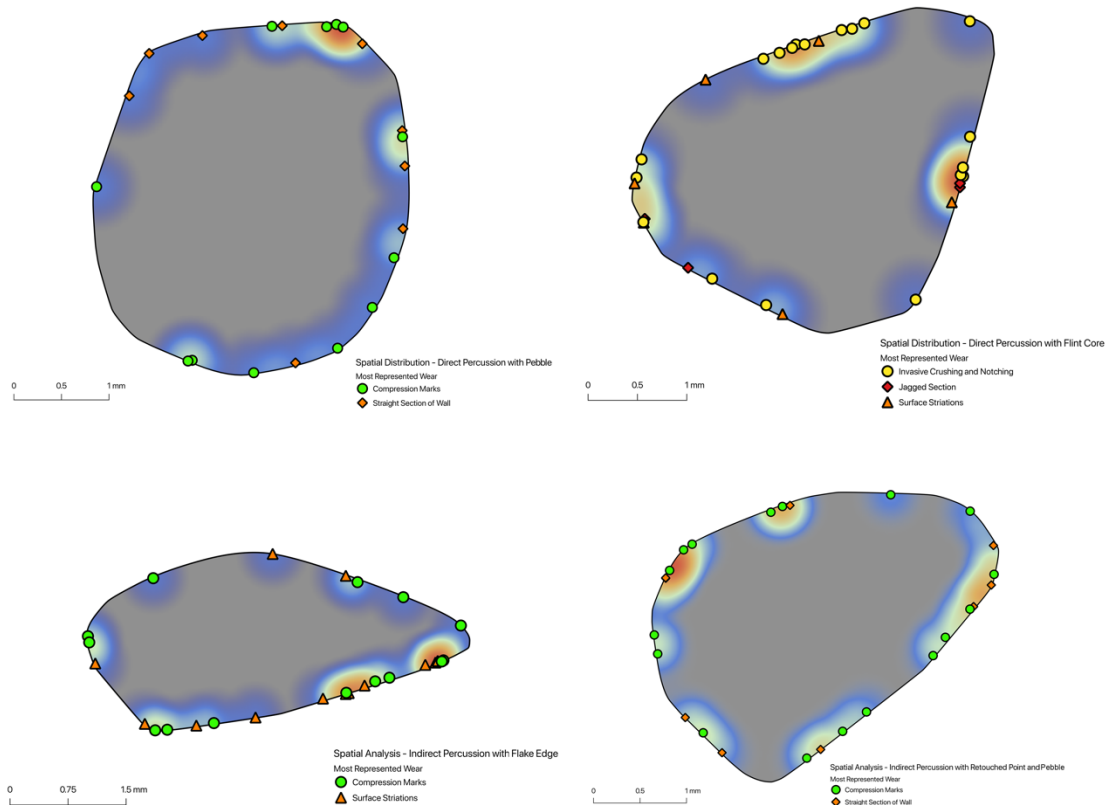 Spatial Distribution - Direct Percussion with Pebble
Most Represented Wear
Compression Marks
Straight Section of Wall
0 0.5 1 mm
Spatial Distribution - Direct Percussion with Flint Core
Most Represented Wear
Invasive Crushing and Notching
Jagged Section
Surface Striations
0 0.5 1 mm
Spatial Analysis - Indirect Percussion with Flake Edge
Most Represented Wear
Compression Marks
Surface Striations
0 0.75 1.5 mm
Spatial Analysis - Indirect Percussion with Retouched Point and Pebble
Most Represented Wear
Compression Marks
Straight Section of Wall
0 0.5 1 mm